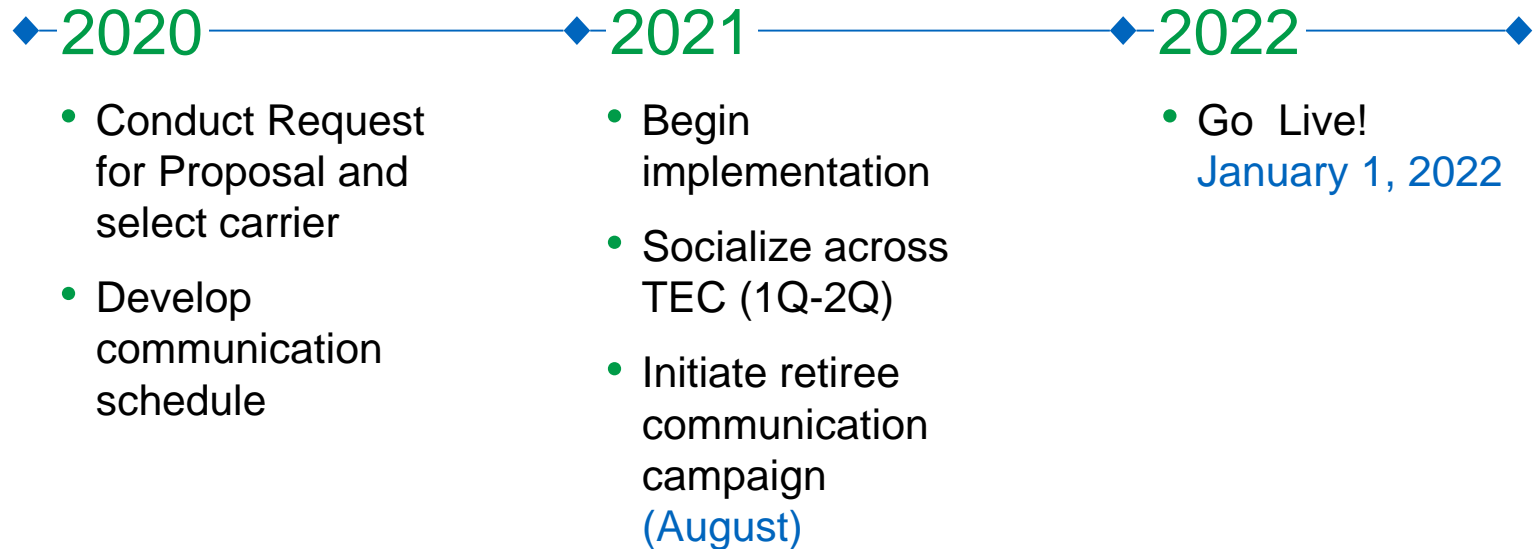 2020
• Conduct Request
for Proposal and
select carrier
• Develop
communication
schedule
2021
• Begin
implementation
• Socialize across
TEC (1Q-2Q)
• Initiate retiree
communication
campaign
(August)
2022
• Go Live!
January 1, 2022